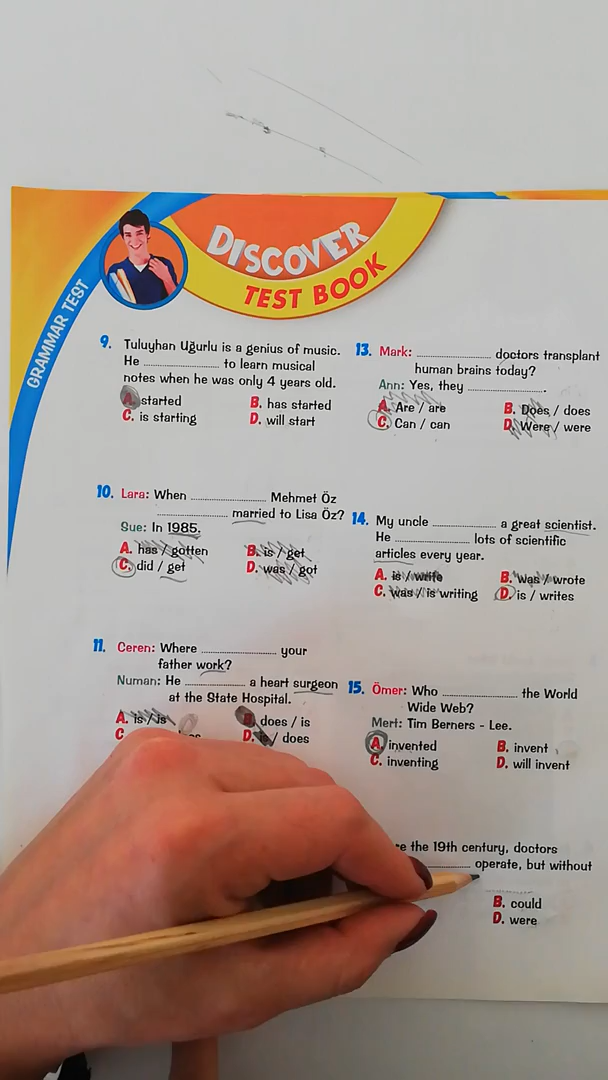 DISCOVER
TEST BOOK
GRAMMAR TEST
9. Tuluyhan Uğurlu is a genius of music.
He ........................ to learn musical
notes when he was only 4 years old.
A. started B. has started
C. is starting D. will start
10. Lara: When ........................ Mehmet Öz
........................ married to Lisa Öz?
Sue: In 1985.
A. has / gotten B. is / get
C. did / get D. was / got
11. Ceren: Where ........................ your
father work?
Numan: He ........................ a heart surgeon
at the State Hospital.
A. is / is B. does / is
C. D. is / does
13. Mark: ........................ doctors transplant
human brains today?
Ann: Yes, they .........................
A. Are / are B. Does / does
C. Can / can D. Were / were
14. My uncle ........................ a great scientist.
He ........................ lots of scientific
articles every year.
A. is / write B. was / wrote
C. was / is writing D. is / writes
15. Ömer: Who ........................ the World
Wide Web?
Mert: Tim Berners - Lee.
A. invented B. invent
C. inventing D. will invent
the 19th century, doctors
operate, but without
B. could
D. were